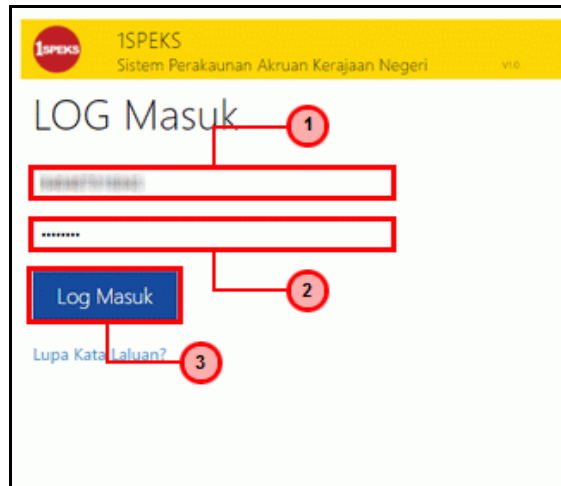 1SPEKS
1SPEKS
Sistem Perakaunan Akruan Kerajaan Negeri
V1.0.
LOG Masuk
1
2
Log Masuk
Lupa Kata Laluan?
3